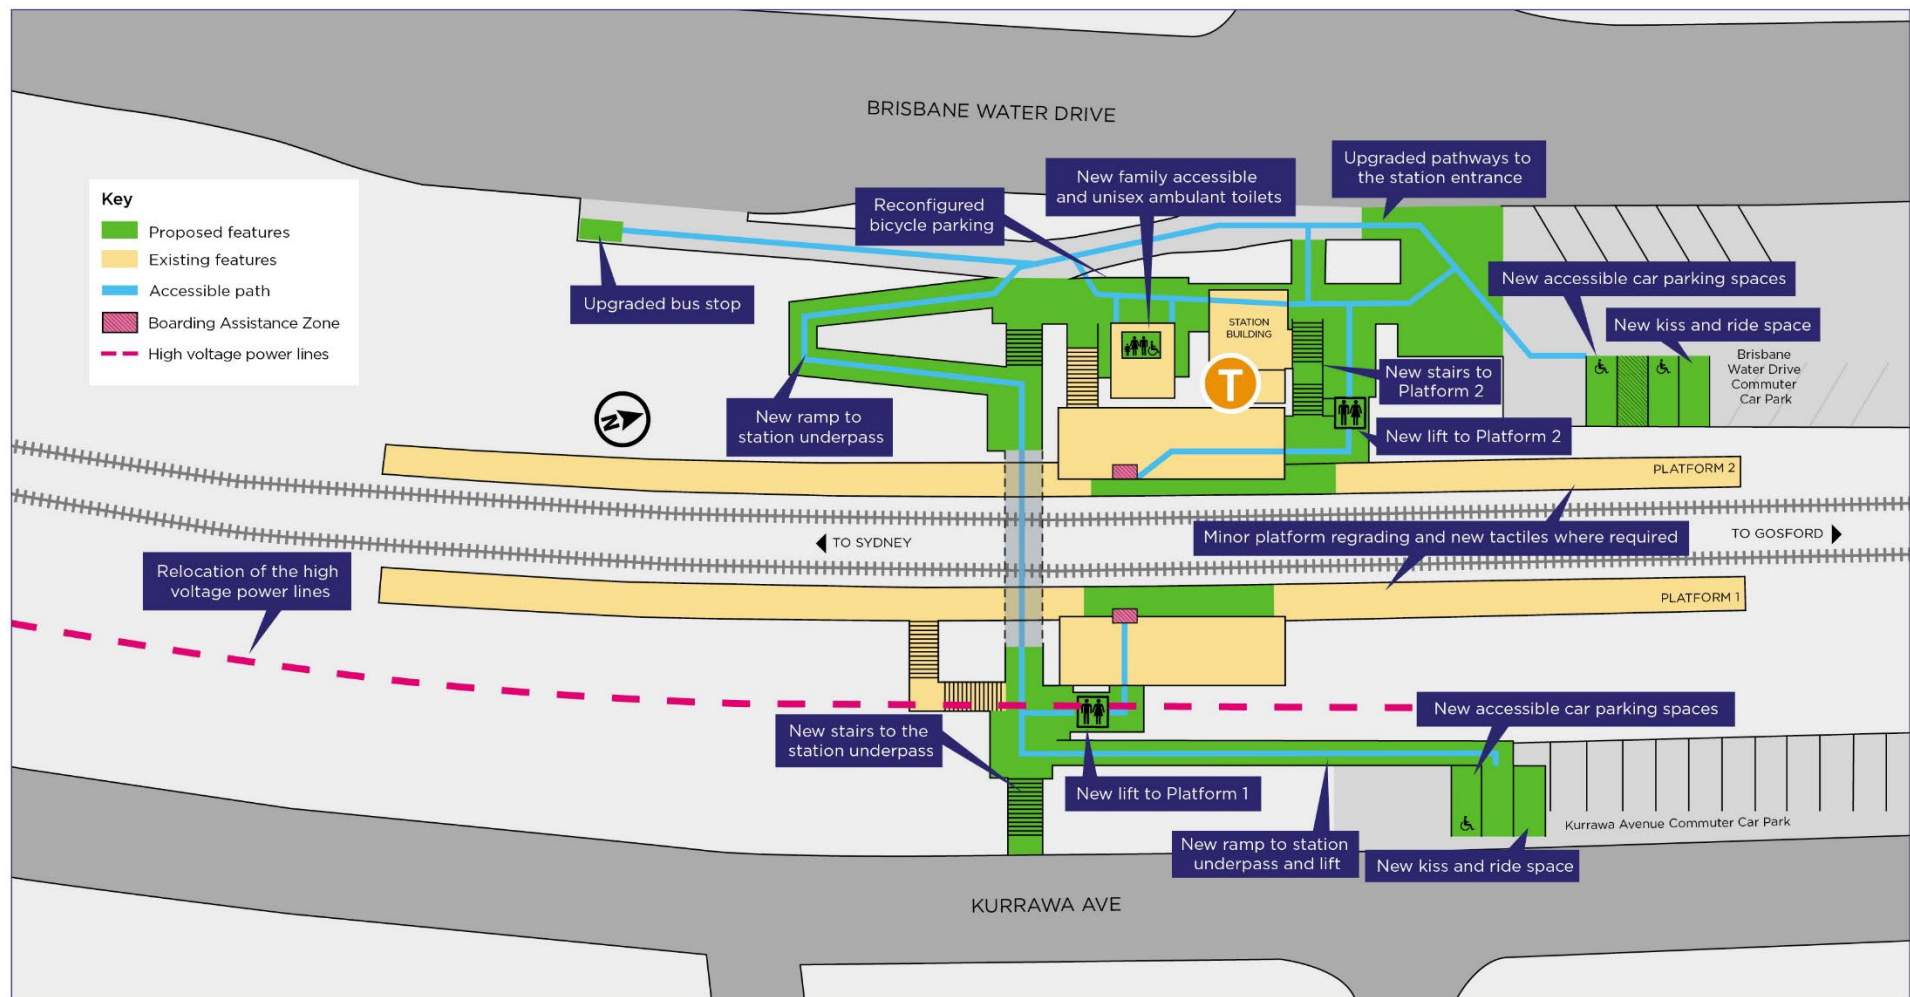 BRISBANE WATER DRIVE
Key
Proposed features
Existing features
Accessible path
Boarding Assistance Zone
High voltage power lines
Upgraded bus stop
Reconfigured
bicycle parking
New family accessible
and unisex ambulant toilets
Upgraded pathways to
the station entrance
New accessible car parking spaces
New kiss and ride space
Brisbane
Water Drive
Commuter
Car Park
STATION
BUILDING
T
New stairs to
Platform 2
New lift to Platform 2
New ramp to
station underpass
N
PLATFORM 2
Minor platform regrading and new tactiles where required
TO SYDNEY
TO GOSFORD
Relocation of the high
voltage power lines
PLATFORM 1
New stairs to the
station underpass
New lift to Platform 1
New accessible car parking spaces
New ramp to station
underpass and lift
New kiss and ride space
Kurrawa Avenue Commuter Car Park
KURRAWA AVE